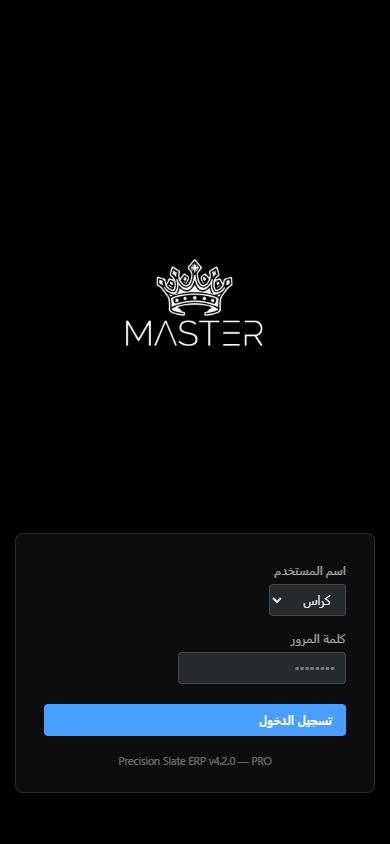 MASTER
اسم المستخدم
كراس
كلمة المرور
••••••••
تسجيل الدخول
Precision Slate ERP v4.2.0 — PRO